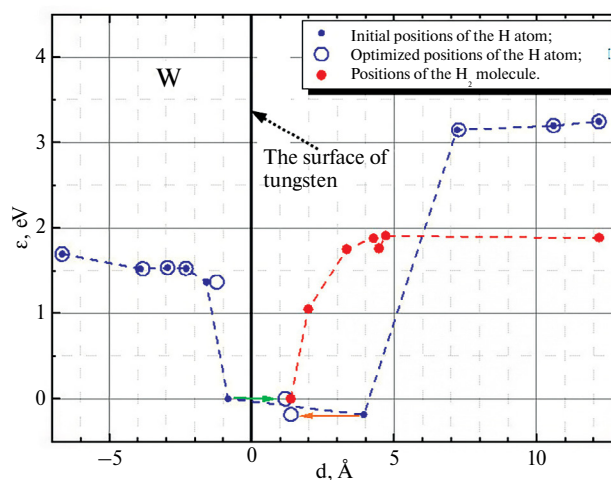 Initial positions of the H atom;
Optimized positions of the H atom;
Positions of the H2 molecule.
W
The surface of
tungsten
ε, eV
4
3
2
1
0
−5
0
5
10
d, Å